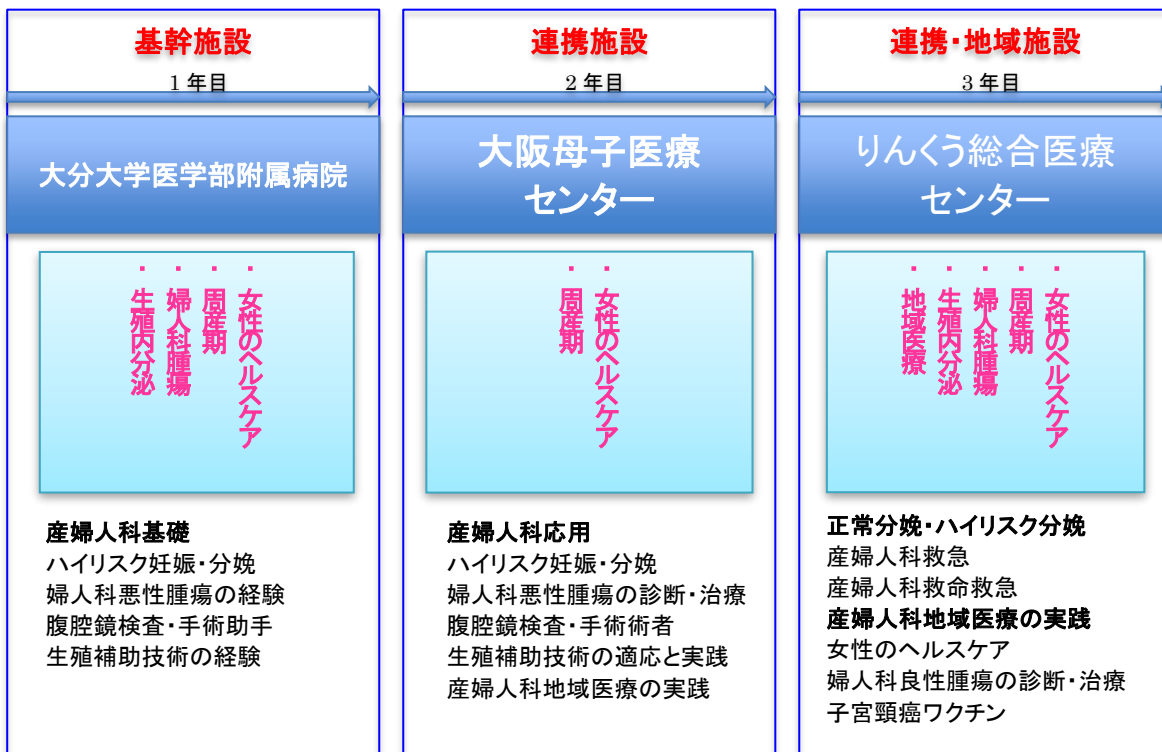 基幹施設
1 年目
大分大学医学部附属病院
・女性のヘルスケア
・周産期
・婦人科腫瘍
・生殖内分泌
産婦人科基礎
ハイリスク妊娠・分娩
婦人科悪性腫瘍の経験
腹腔鏡検査・手術助手
生殖補助技術の経験
連携施設
2 年目
大阪母子医療
センター
・女性のヘルスケア
・周産期
産婦人科応用
ハイリスク妊娠・分娩
婦人科悪性腫瘍の診断・治療
腹腔鏡検査・手術術者
生殖補助技術の適応と実践
産婦人科地域医療の実践
連携・地域施設
3 年目
りんくう総合医療
センター
・女性のヘルスケア
・周産期
・婦人科腫瘍
・生殖内分泌
・地域医療
正常分娩・ハイリスク分娩
産婦人科救急
産婦人科救命救急
産婦人科地域医療の実践
女性のヘルスケア
婦人科良性腫瘍の診断・治療
子宮頸癌ワクチン